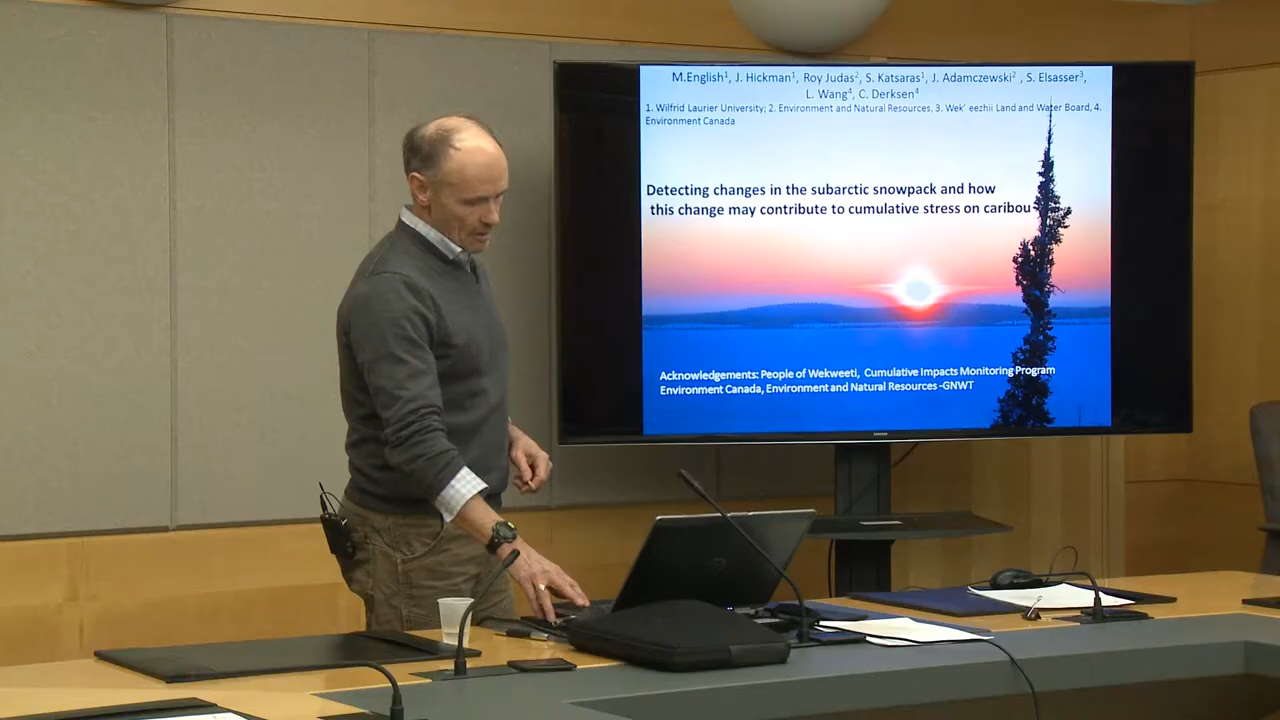 M.English¹, J. Hickman¹, Roy Judas², S. Katsaras¹, J. Adamczewski², S. Elsasser³,
L. Wang⁴, C. Derksen⁴
1. Wilfrid Laurier University; 2. Environment and Natural Resources, 3. Wek' eezhii Land and Water Board, 4.
Environment Canada
Detecting changes in the subarctic snowpack and how
this change may contribute to cumulative stress on caribou
Acknowledgements: People of Wekweeti, Cumulative Impacts Monitoring Program
Environment Canada, Environment and Natural Resources -GNWT
SAMSUNG